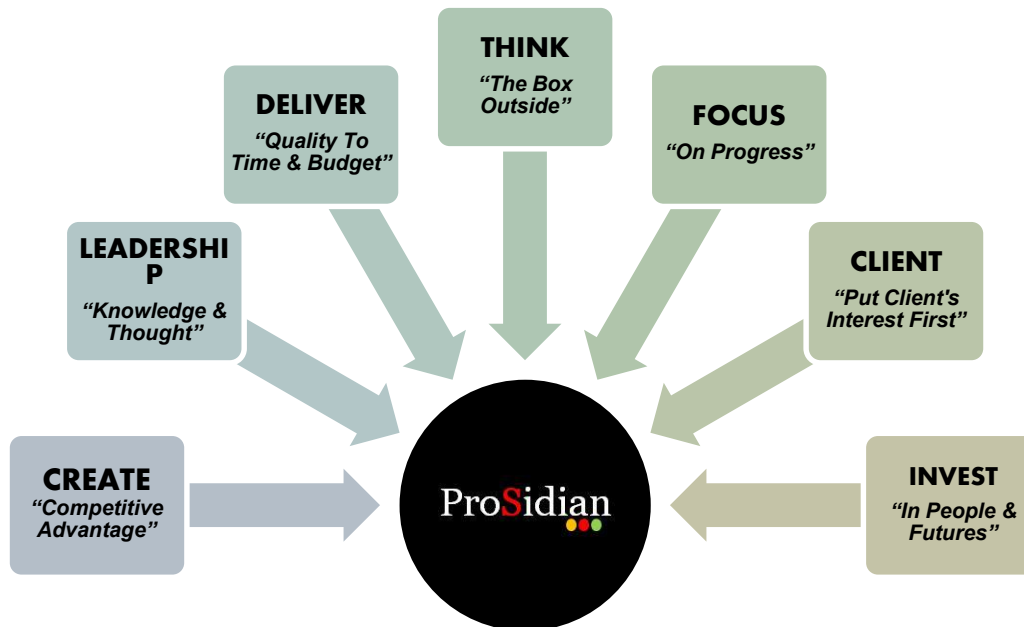 THINK
“The Box
Outside”
DELIVER
“Quality To
Time & Budget”
FOCUS
“On Progress”
LEADERSHI
P
“Knowledge &
Thought”
CLIENT
“Put Client's
Interest First”
CREATE
“Competitive
Advantage”
ProSidian
INVEST
“In People &
Futures”